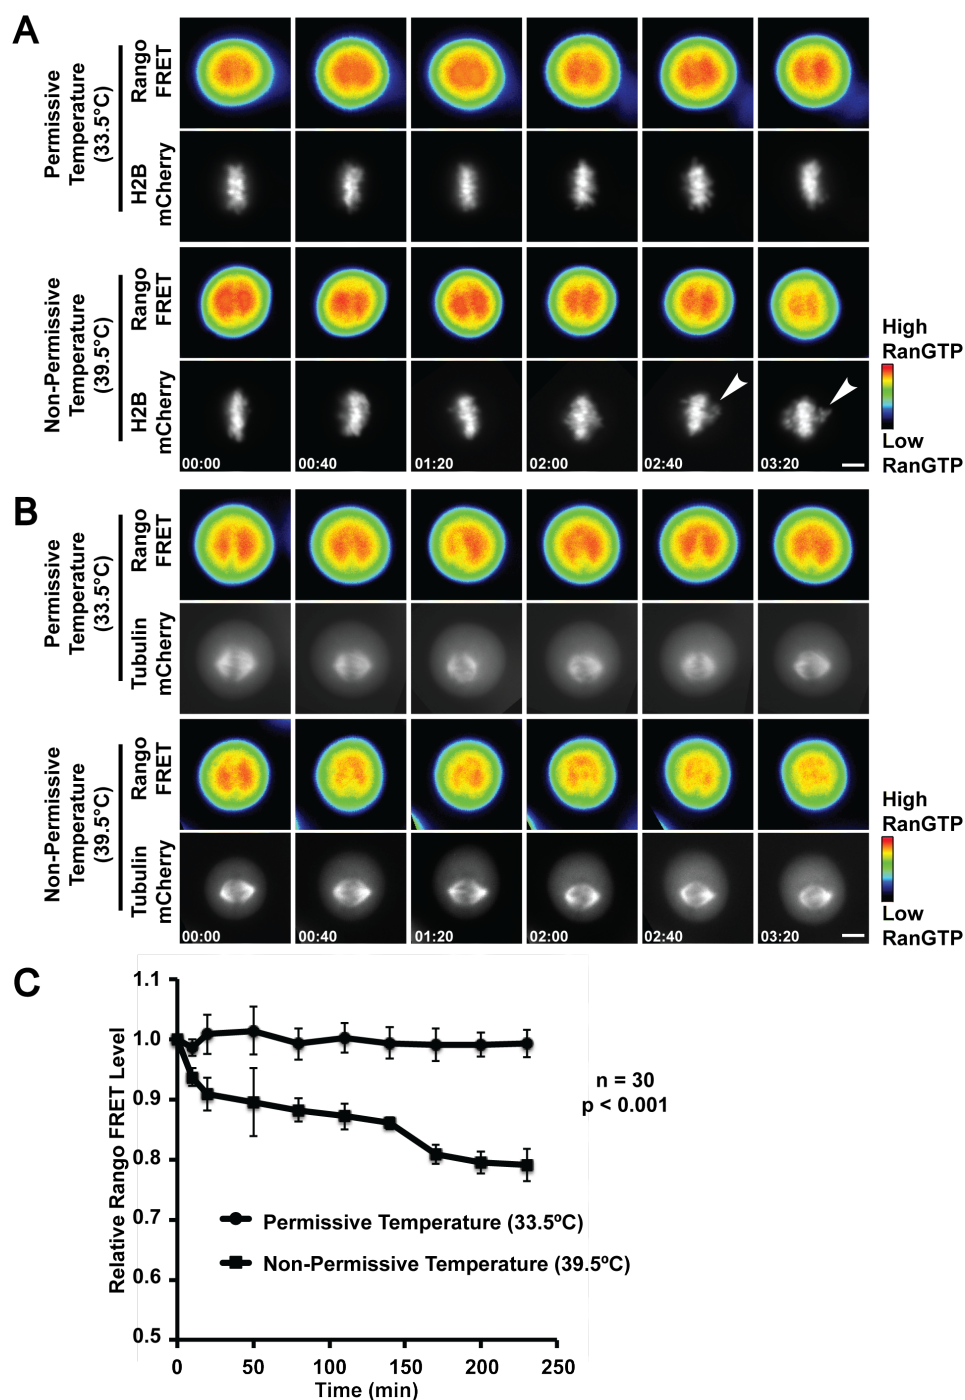 A
Permissive
Temperature
(33.5°C)
Rango
FRET
H2B
mCherry
Non-Permissive
Temperature
(39.5°C)
Rango
FRET
H2B
mCherry
00:00
00:40
01:20
02:00
02:40
03:20
High
RanGTP
Low
RanGTP
B
Permissive
Temperature
(33.5°C)
Rango
FRET
Tubulin
mCherry
Non-Permissive
Temperature
(39.5°C)
Rango
FRET
Tubulin
mCherry
00:00
00:40
01:20
02:00
02:40
03:20
High
RanGTP
Low
RanGTP
C
Relative Rango FRET Level
1.1
1.0
0.9
0.8
0.7
0.6
0.5
n = 30
p < 0.001
Permissive Temperature (33.5ºC)
Non-Permissive Temperature (39.5ºC)
0
50
100
150
200
250
Time (min)